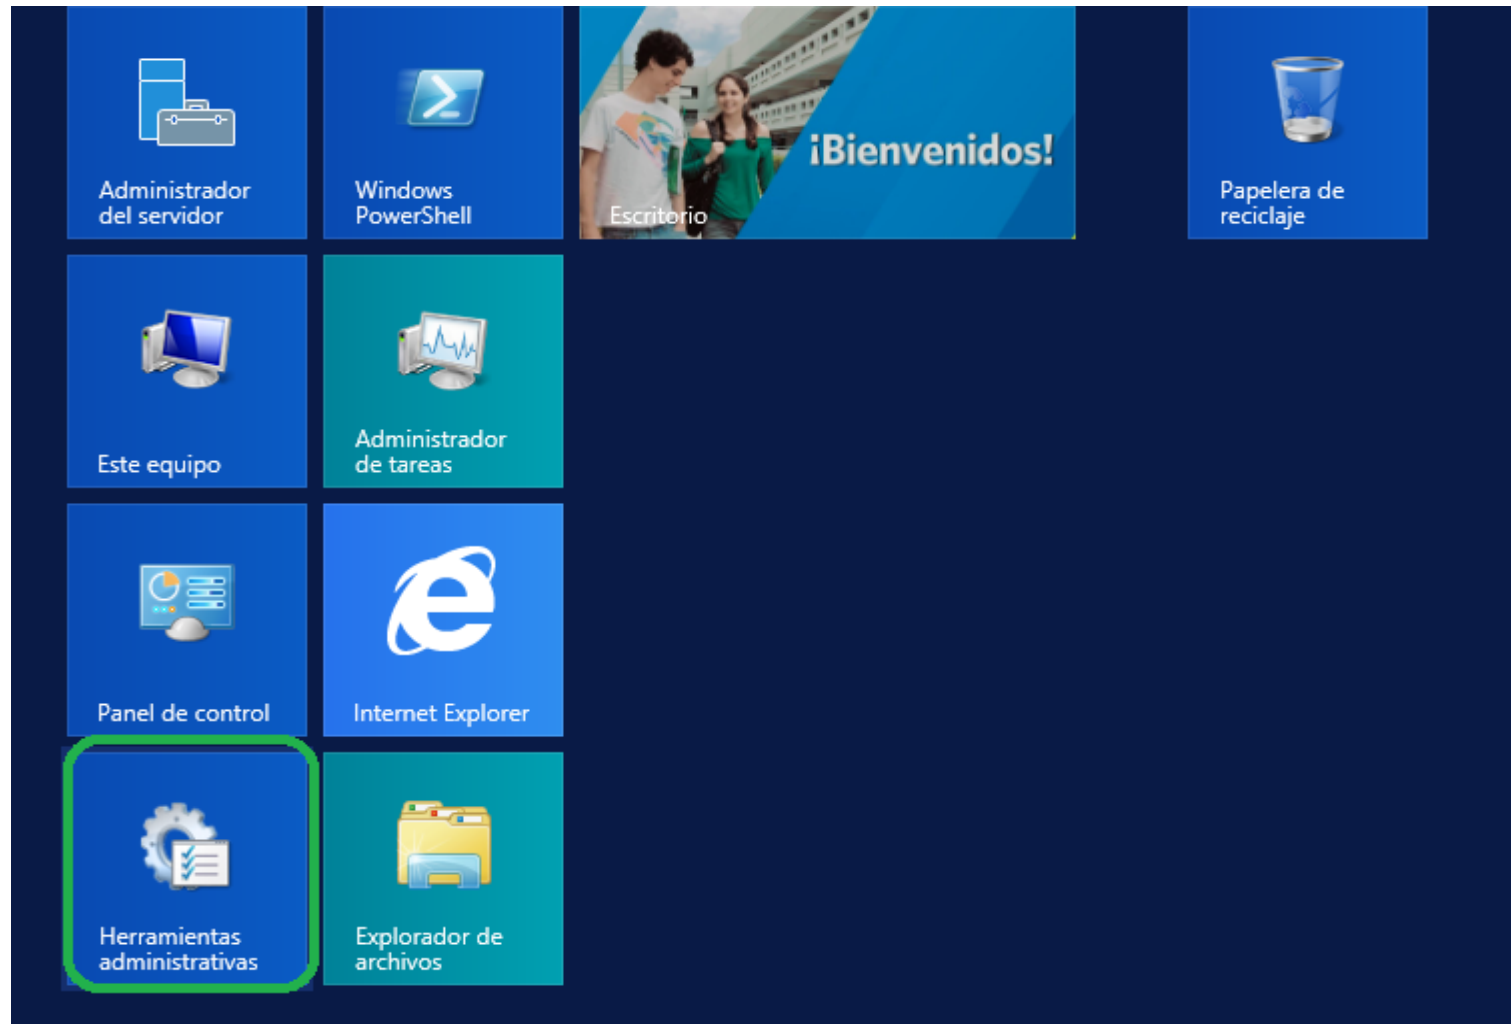 Administrador
del servidor
Windows
PowerShell
¡Bienvenidos!
Escritorio
Papelera de
reciclaje
Este equipo
Administrador
de tareas
Panel de control
Internet Explorer
Herramientas
administrativas
Explorador de
archivos